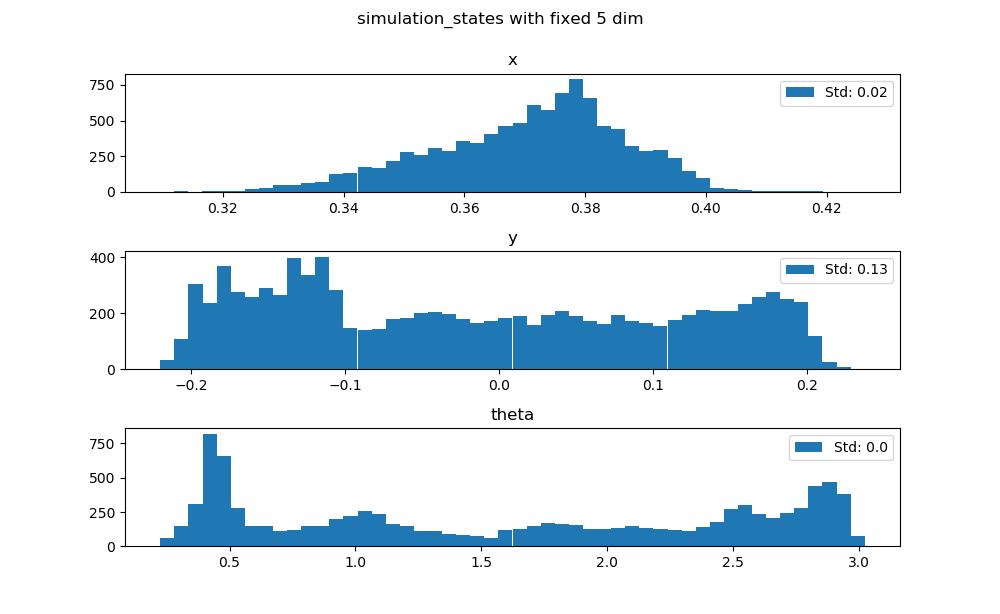 simulation_states with fixed 5 dim
x
750
500
250
0
Std: 0.02
0.32 0.34 0.36 0.38 0.40 0.42
y
400
200
0
Std: 0.13
−0.2 −0.1 0.0 0.1 0.2
theta
750
500
250
0
Std: 0.0
0.5 1.0 1.5 2.0 2.5 3.0